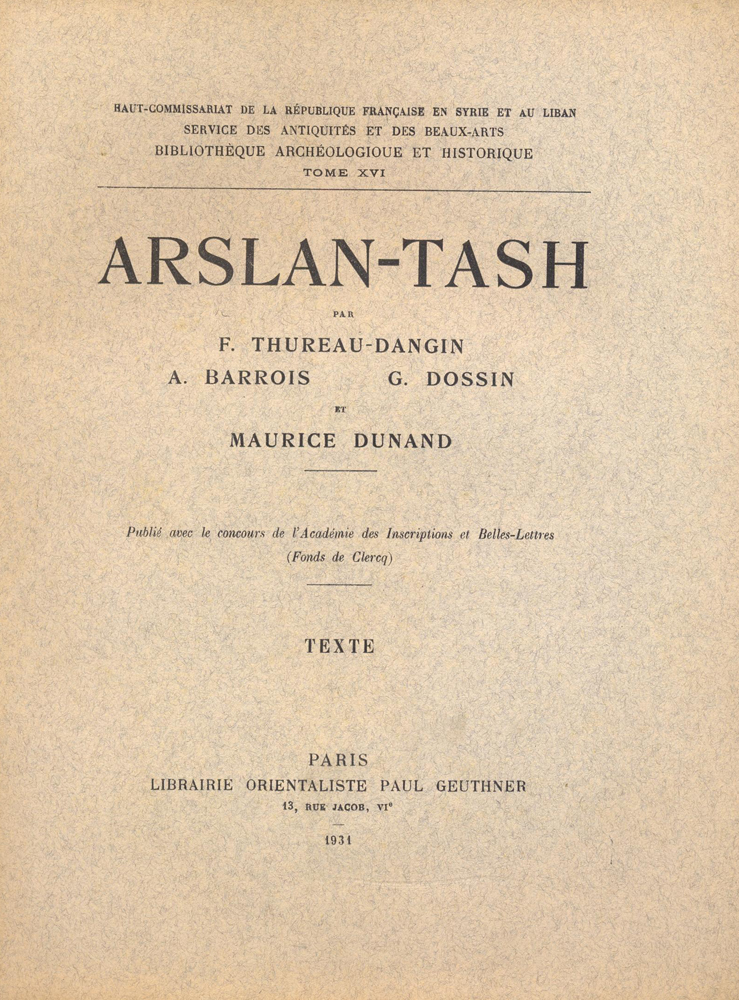 HAUT-COMMISSARIAT DE LA RÉPUBLIQUE FRANÇAISE EN SYRIE ET AU LIBAN
SERVICE DES ANTIQUITÉS ET DES BEAUX-ARTS
BIBLIOTHÈQUE ARCHÉOLOGIQUE ET HISTORIQUE
TOME XVI
ARSLAN-TASH
PAR
F. THUREAU-DANGIN
A. BARROIS G. DOSSIN
ET
MAURICE DUNAND
Publié avec le concours de l'Académie des Inscriptions et Belles-Lettres
(Fonds de Clercq)
TEXTE
PARIS
LIBRAIRIE ORIENTALISTE PAUL GEUTHNER
13, RUE JACOB, VIᵉ
1931